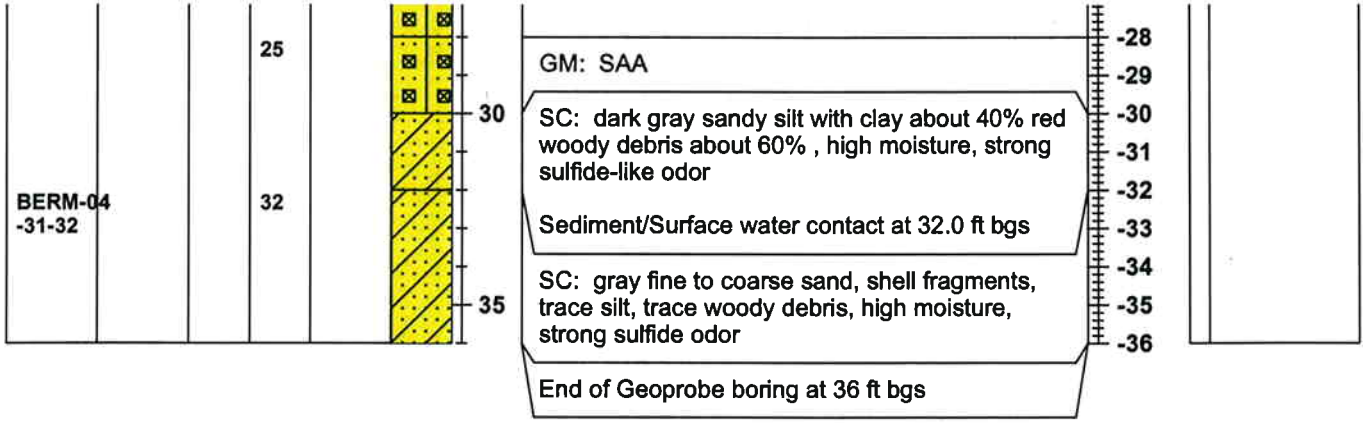 25
-28
GM: SAA
-29
30
-30
SC: dark gray sandy silt with clay about 40% red
woody debris about 60% , high moisture, strong
sulfide-like odor
-31
-32
BERM-04
-31-32
32
Sediment/Surface water contact at 32.0 ft bgs
-33
-34
SC: gray fine to coarse sand, shell fragments,
trace silt, trace woody debris, high moisture,
strong sulfide odor
35
-35
-36
End of Geoprobe boring at 36 ft bgs